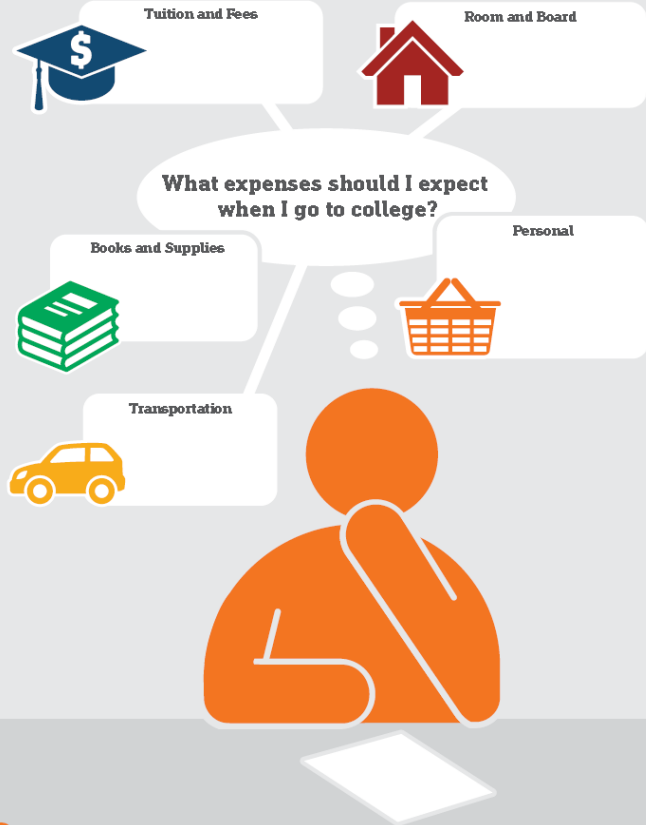 Tuition and Fees
Room and Board
$
What expenses should I expect
when I go to college?
Personal
Books and Supplies
Transportation